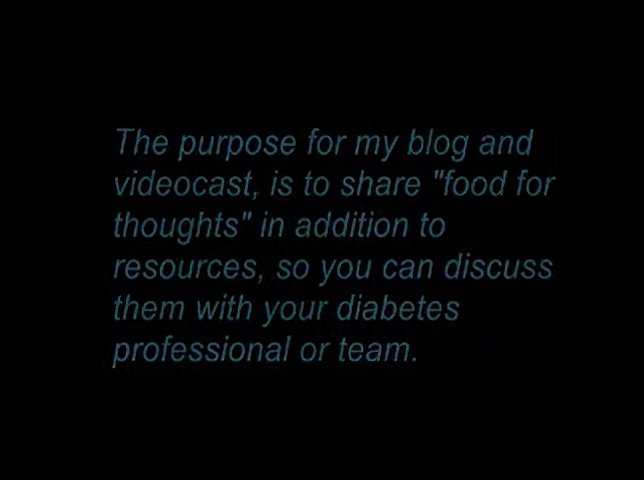 The purpose for my blog and
videocast, is to share "food for
thoughts" in addition to
resources, so you can discuss
them with your diabetes
professional or team.